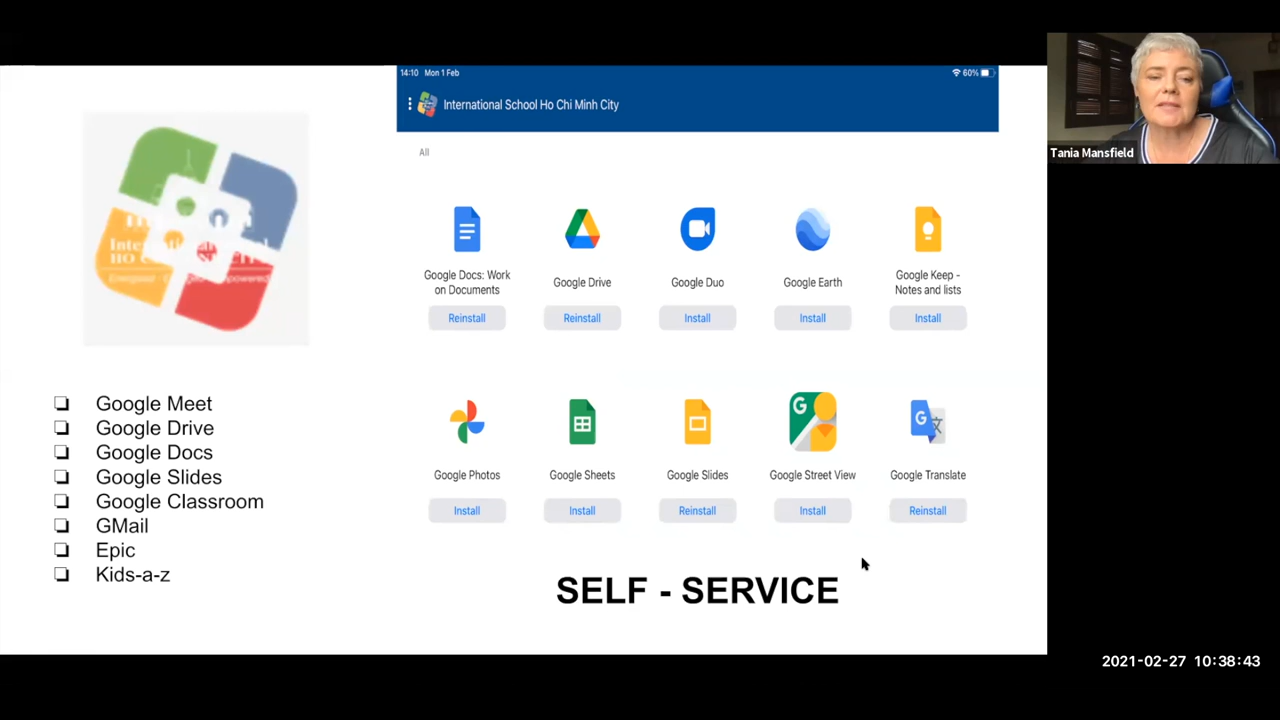 14:10 Mon 1 Feb
60%
International School Ho Chi Minh City
All
Google Docs: Work
on Documents
Google Drive
Google Duo
Google Earth
Google Keep -
Notes and lists
Reinstall
Reinstall
Install
Install
Install
G
G
Google Photos
Google Sheets
Google Slides
Google Street View
Google Translate
Install
Install
Reinstall
Install
Reinstall
SELF - SERVICE
Google Meet
Google Drive
Google Docs
Google Slides
Google Classroom
GMail
Epic
Kids-a-z
Tania Mansfield
2021-02-27 10:38:43